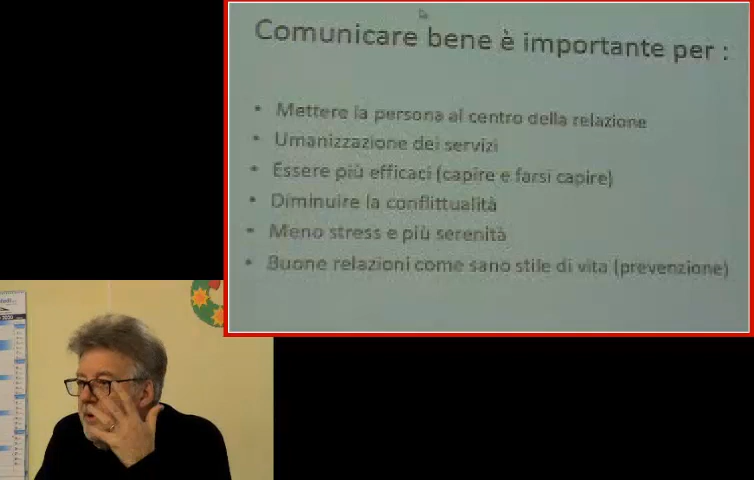 Comunicare bene è importante per :
• Mettere la persona al centro della relazione
• Umanizzazione dei servizi
• Essere più efficaci (capire e farsi capire)
• Diminuire la conflittualità
• Meno stress e più serenità
• Buone relazioni come sano stile di vita (prevenzione)